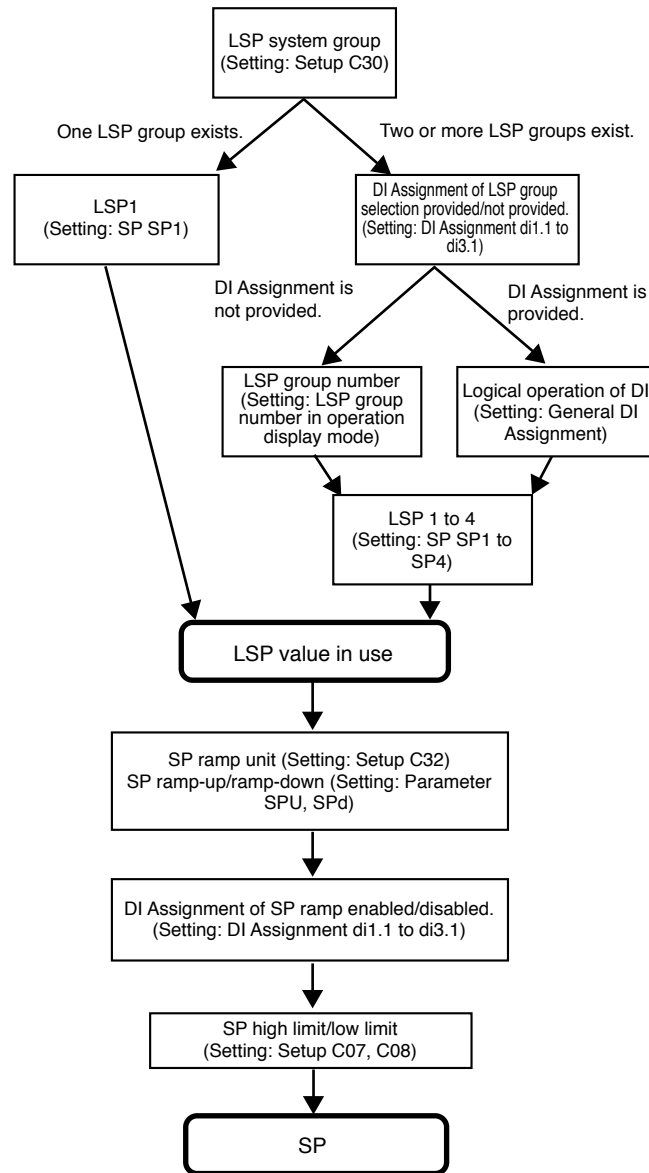 LSP system group
(Setting: Setup C30)
One LSP group exists.
Two or more LSP groups exist.
LSP1
(Setting: SP SP1)
DI Assignment of LSP group
selection provided/not provided.
(Setting: DI Assignment di1.1 to
di3.1)
DI Assignment is
not provided.
DI Assignment is
provided.
LSP group number
(Setting: LSP group
number in operation
display mode)
Logical operation of DI
(Setting: General DI
Assignment)
LSP 1 to 4
(Setting: SP SP1 to
SP4)
LSP value in use
SP ramp unit (Setting: Setup C32)
SP ramp-up/ramp-down (Setting: Parameter
SPU, SPd)
DI Assignment of SP ramp enabled/disabled.
(Setting: DI Assignment di1.1 to di3.1)
SP high limit/low limit
(Setting: Setup C07, C08)
SP